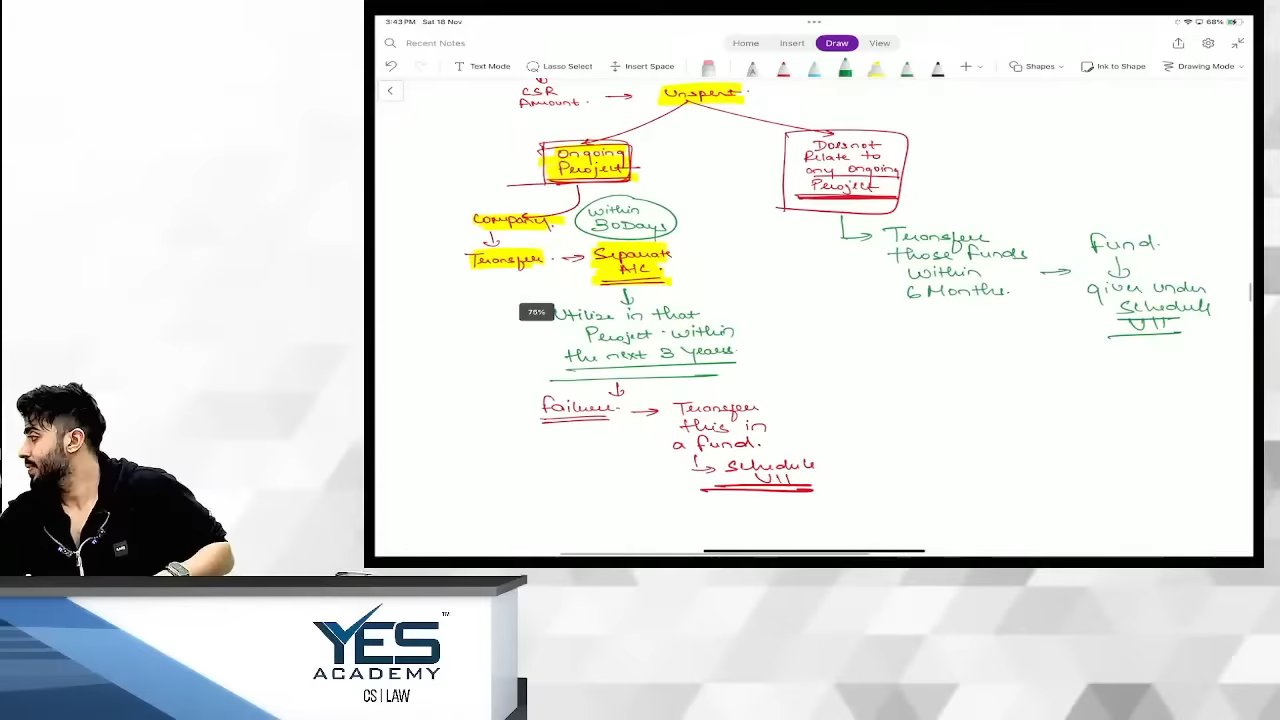 3:43 PM Sat 18 Nov
68%
Recent Notes
Home
Insert
Draw
View
Text Mode
Lasso Select
Insert Space
Shapes
Ink to Shape
Drawing Mode
CSR
Amount.
Unspent.
Ongoing
Project
Does not
Relate to
any ongoing
Project
Company.
Within
30 Days
Transfer
Separate
A/C.
Transfer
those funds
within
6 Months.
Fund.
given under
Schedule
VII
76%
Utilize in that
Project within
the next 3 years.
failure
Transfer
this in
a fund.
Schedule
VII
YES
TM
ACADEMY
CS | LAW